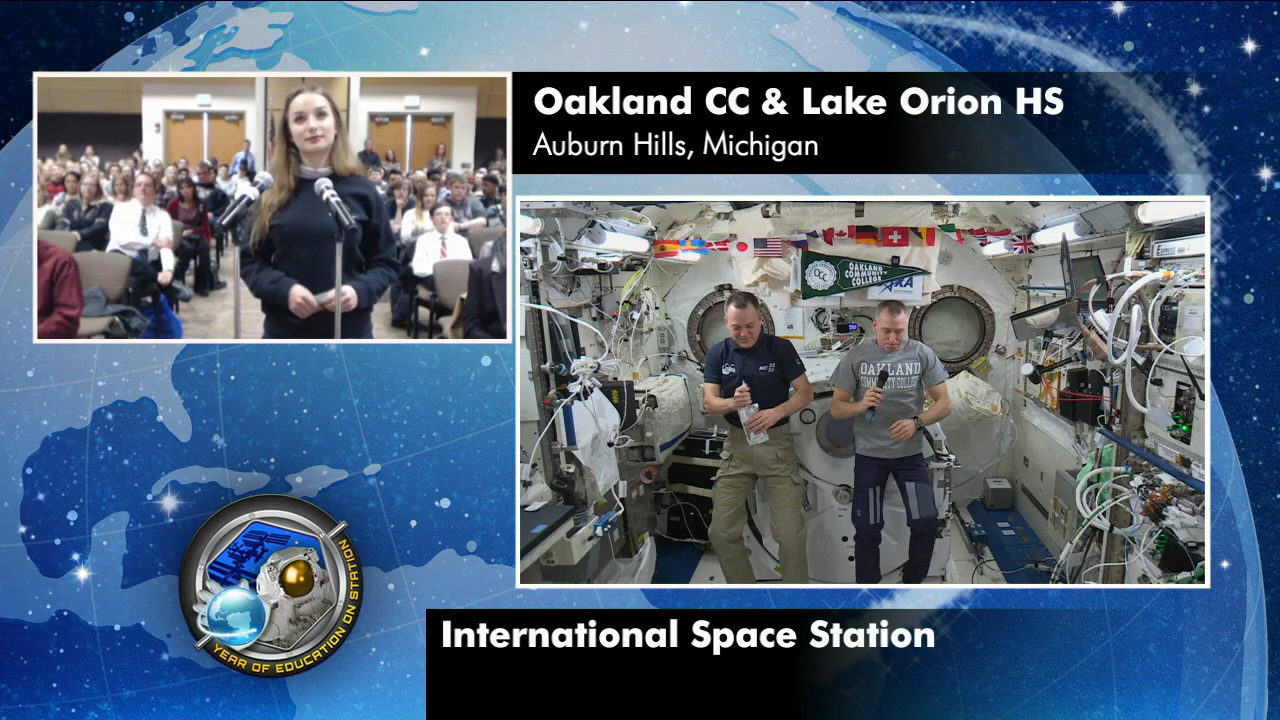 Oakland CC & Lake Orion HS
Auburn Hills, Michigan
OCC
OAKLAND
COMMUNITY
COLLEGE
OAKLAND
COMMUNITY COLLEGE
International Space Station
YEAR OF EDUCATION ON STATION